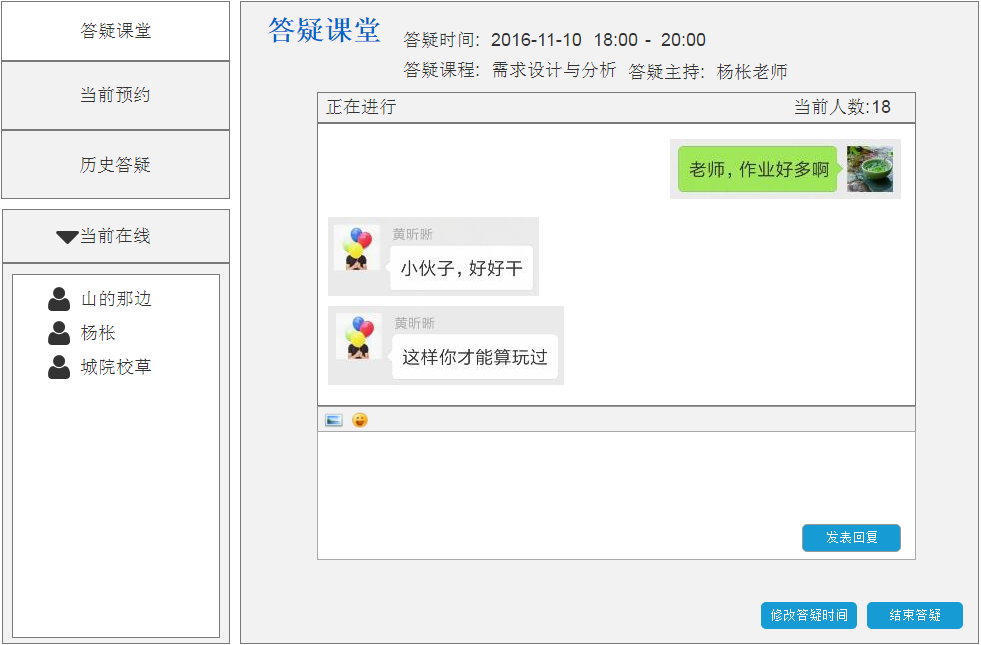 答疑课堂
当前预约
历史答疑
当前在线
山的那边
杨枨
城院校草
答疑课堂
答疑时间: 2016-11-10 18:00 - 20:00
答疑课程: 需求设计与分析 答疑主持: 杨枨老师
正在进行 当前人数:18
老师，作业好多啊
黄昕晰
小伙子，好好干
黄昕晰
这样你才能算玩过
发表回复
修改答疑时间 结束答疑